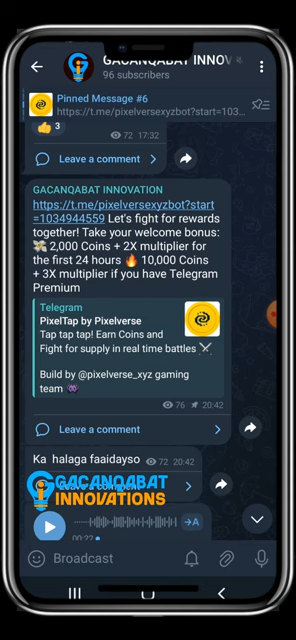 GACANQABAT INNOVATION
96 subscribers
Pinned Message #6
https://t.me/pixelversexyzbot?start=103...
3
72 17:32
Leave a comment
GACANQABAT INNOVATION
https://t.me/pixelversexyzbot?start
=1034944559 Let's fight for rewards
together! Take your welcome bonus:
💸 2,000 Coins + 2X multiplier for
the first 24 hours 🔥 10,000 Coins
+ 3X multiplier if you have Telegram
Premium
Telegram
PixelTap by Pixelverse
Tap tap tap! Earn Coins and
Fight for supply in real time battles ⚔️
Build by @pixelverse_xyz gaming
team 👾
76 20:42
Leave a comment
Ka halaga faaidayso 72 20:42
GACANQABAT
INNOVATIONS
→A
00:22
Broadcast